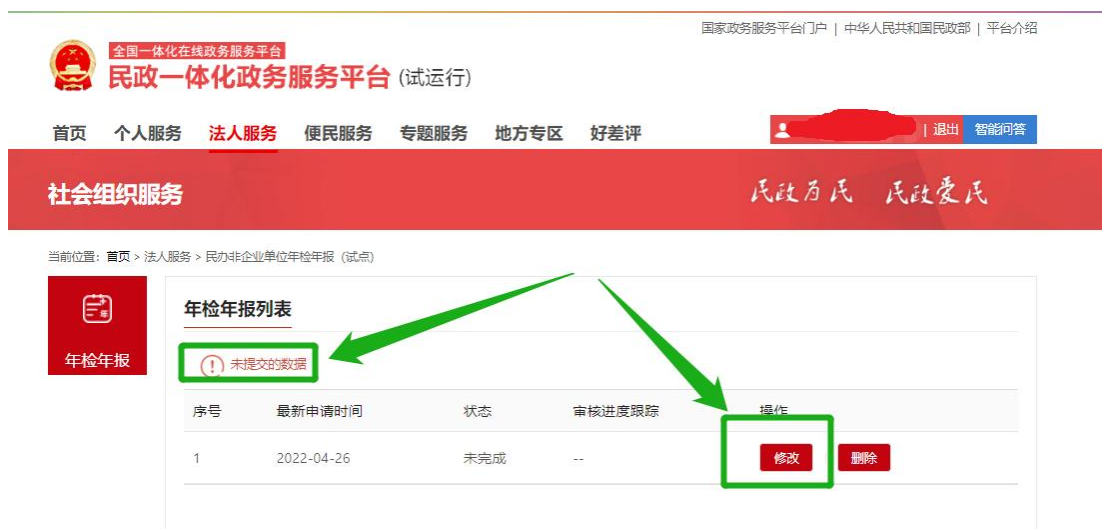 国家政务服务平台门户 | 中华人民共和国民政部 | 平台介绍
全国一体化在线政务服务平台
民政一体化政务服务平台 (试运行)
首页 个人服务 法人服务 便民服务 专题服务 地方专区 好差评 | 退出 智能问答
社会组织服务 民政为民 民政爱民
当前位置: 首页 > 法人服务 > 民办非企业单位年检年报 (试点)
年检年报
年检年报列表
未提交的数据
序号 最新申请时间 状态 审核进度跟踪 操作
1 2022-04-26 未完成 -- 修改 删除